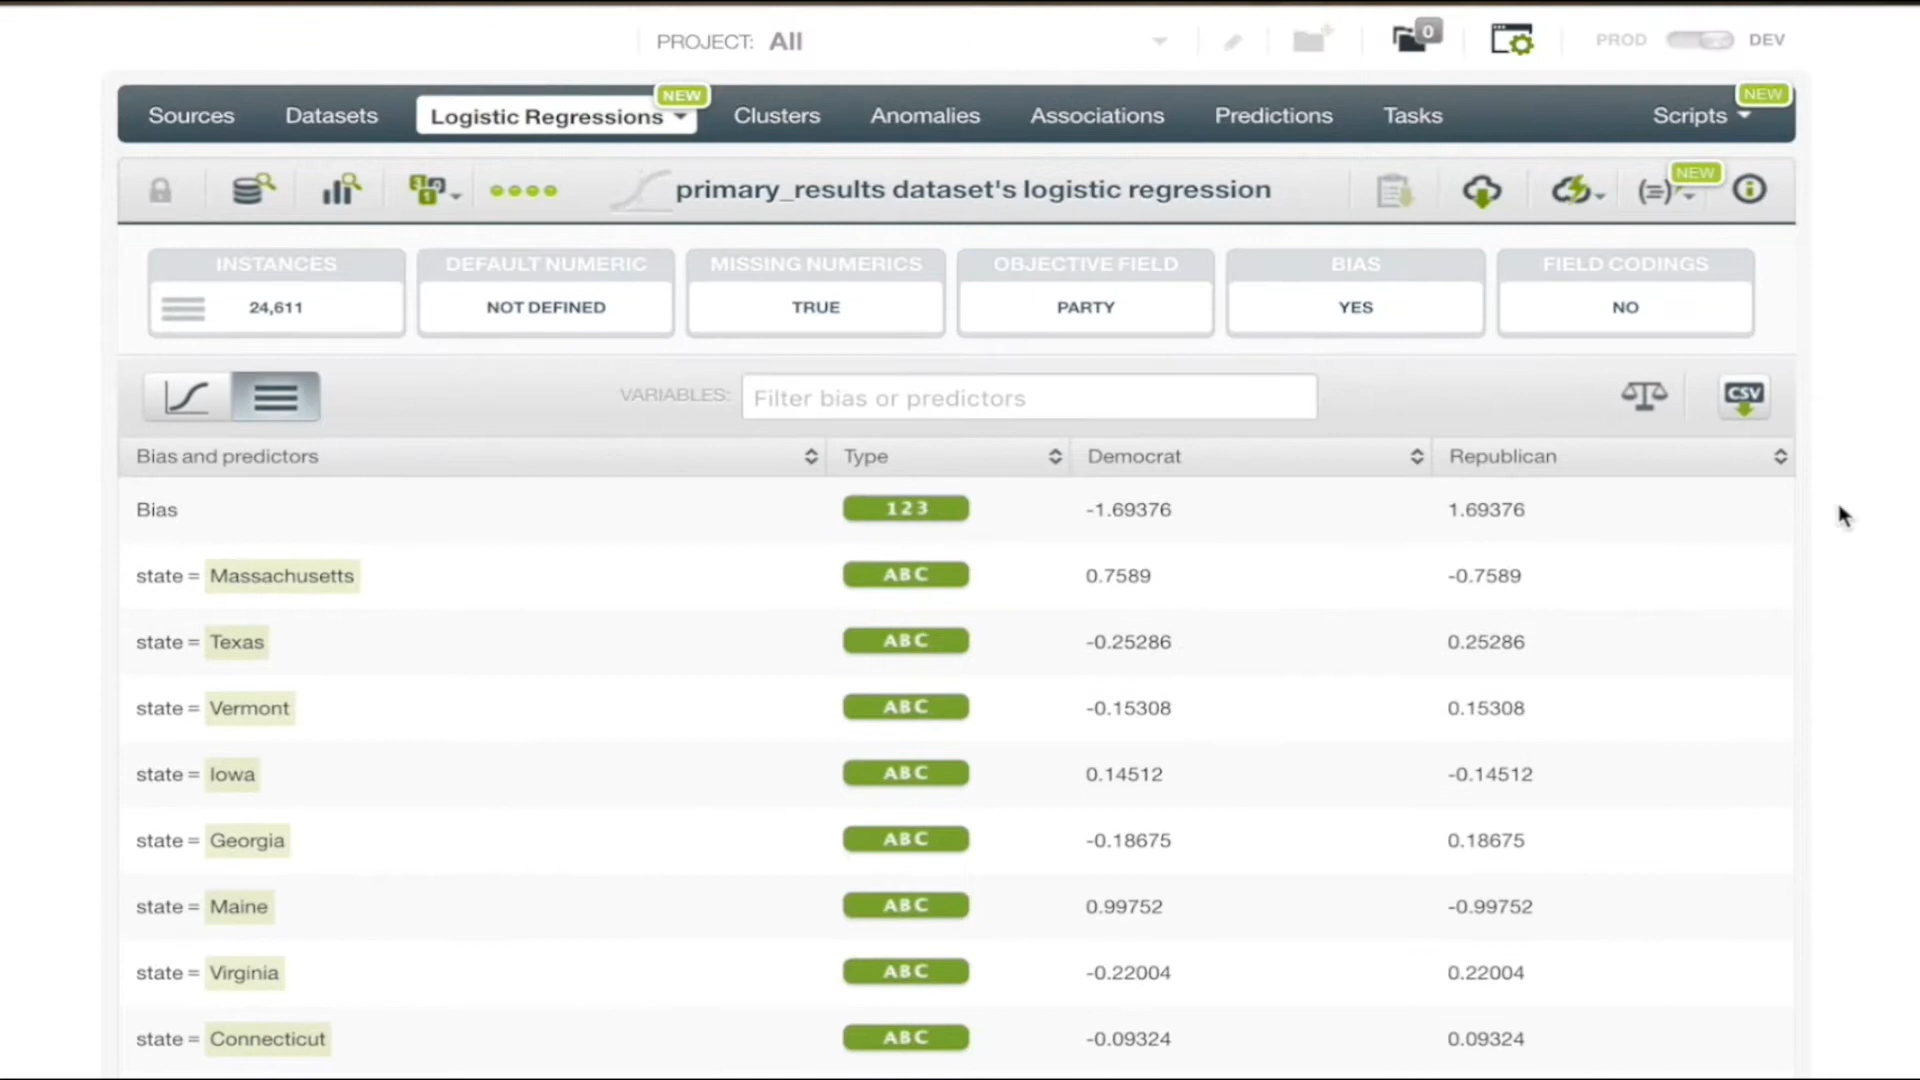 PROJECT: All
0
PROD DEV
Sources Datasets Logistic Regressions NEW Clusters Anomalies Associations Predictions Tasks Scripts NEW
primary_results dataset's logistic regression
NEW
INSTANCES DEFAULT NUMERIC MISSING NUMERICS OBJECTIVE FIELD BIAS FIELD CODINGS
24,611 NOT DEFINED TRUE PARTY YES NO
VARIABLES: Filter bias or predictors CSV
Bias and predictors Type Democrat Republican
Bias 123 -1.69376 1.69376
state = Massachusetts ABC 0.7589 -0.7589
state = Texas ABC -0.25286 0.25286
state = Vermont ABC -0.15308 0.15308
state = Iowa ABC 0.14512 -0.14512
state = Georgia ABC -0.18675 0.18675
state = Maine ABC 0.99752 -0.99752
state = Virginia ABC -0.22004 0.22004
state = Connecticut ABC -0.09324 0.09324